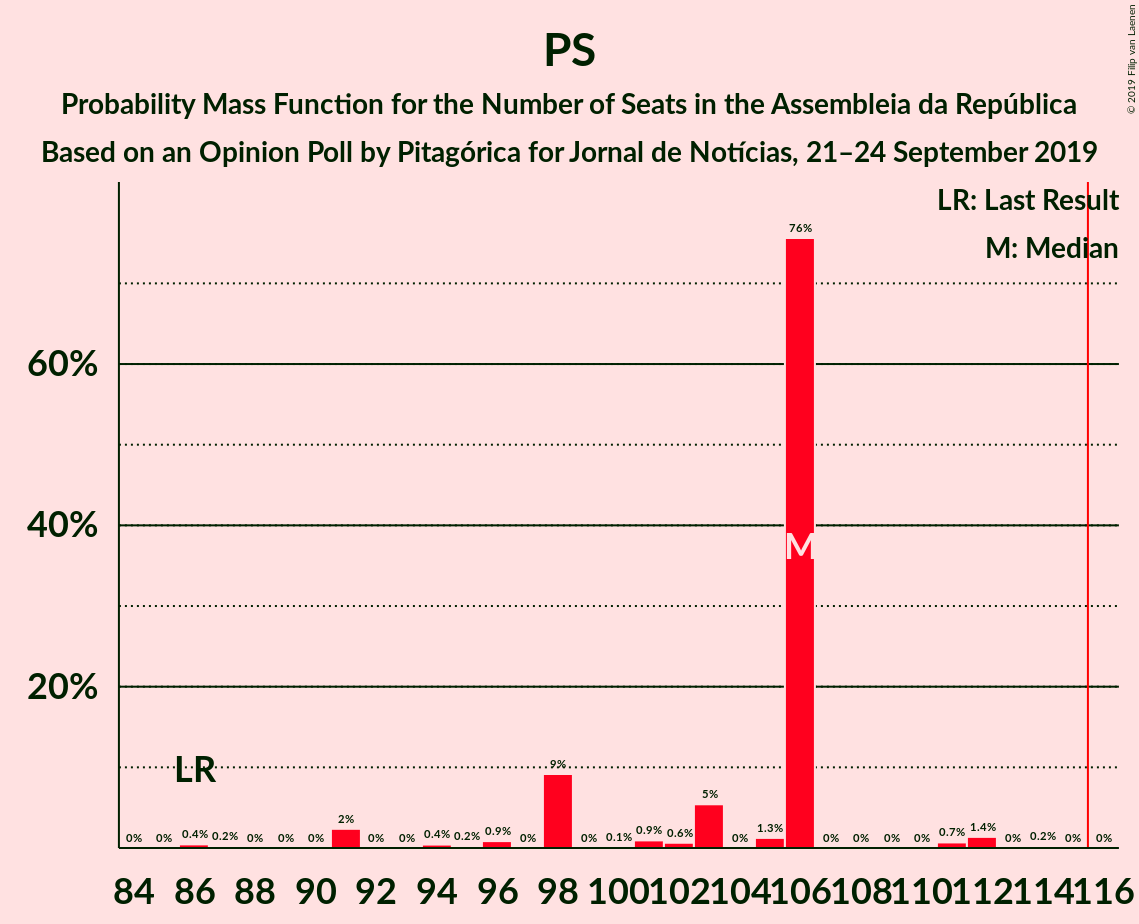 PS
Probability Mass Function for the Number of Seats in the Assembleia da República
Based on an Opinion Poll by Pitagórica for Jornal de Notícias, 21–24 September 2019
© 2019 Filip van Laenen
LR: Last Result
M: Median
60%
40%
20%
LR
M
0% 0% 0.4% 0.2% 0% 0% 0% 2% 0% 0% 0.4% 0.2% 0.9% 0% 9% 0% 0.1% 0.9% 0.6% 5% 0% 1.3% 76% 0% 0% 0% 0% 0.7% 1.4% 0% 0.2% 0% 0%
84 86 88 90 92 94 96 98 100 102 104 106 108 110 112 114 116